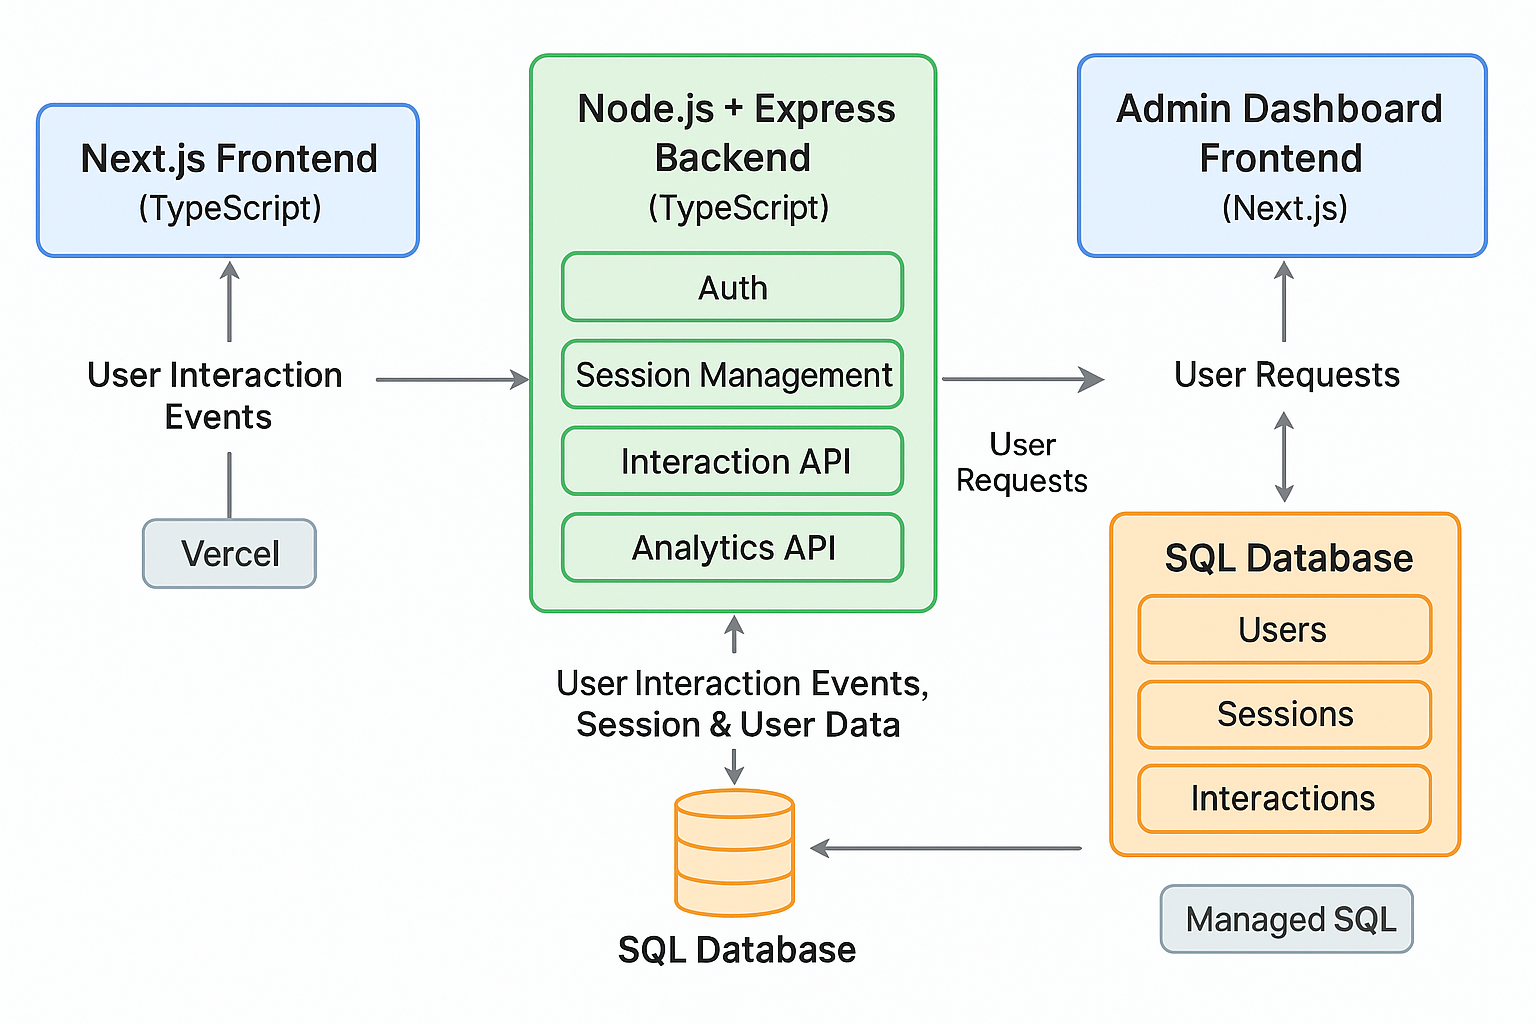 Next.js Frontend
(TypeScript)
User Interaction
Events
Vercel
Node.js + Express
Backend
(TypeScript)
Auth
Session Management
Interaction API
Analytics API
User Interaction Events,
Session & User Data
SQL Database
User
Requests
Admin Dashboard
Frontend
(Next.js)
User Requests
SQL Database
Users
Sessions
Interactions
Managed SQL